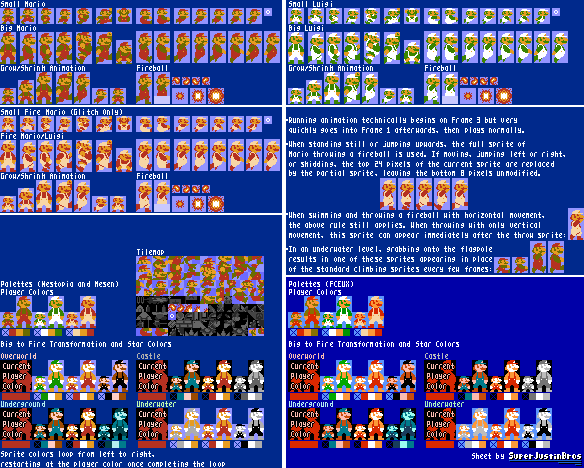 Small Mario
Big Mario
Grow/Shrink Animation
Fireball
Small Fire Mario (Glitch Only)
Fire Mario/Luigi
Grow/Shrink Animation
Fireball
Tilemap
Palettes (Nestopia and Mesen)
Player Colors
Big to Fire Transformation and Star Colors
Overworld
Current
Player
Color
Castle
Current
Player
Color
Underground
Current
Player
Color
Underwater
Current
Player
Color
Sprite colors loop from left to right,
restarting at the player color once completing the loop
Small Luigi
Big Luigi
Grow/Shrink Animation
Fireball
Running animation technically begins on Frame 3 but very
quickly goes into Frame 1 afterwards, then plays normally.
When standing still or jumping upwards, the full sprite of
Mario throwing a fireball is used. If moving, jumping left or right,
or skidding, the top 24 pixels of the current sprite are replaced
by the partial sprite, leaving the bottom 8 pixels unmodified.
When swimming and throwing a fireball with horizontal movement,
the above rule still applies. When throwing with only vertical
movement, this sprite can appear immediately after the throw sprite:
In an underwater level, grabbing onto the flagpole
results in one of these sprites appearing in place
of the standard climbing sprites every few frames:
Palettes (FCEUX)
Player Colors
Big to Fire Transformation and Star Colors
Overworld
Current
Player
Color
Castle
Current
Player
Color
Underground
Current
Player
Color
Underwater
Current
Player
Color
Sheet by SuperJustinBros